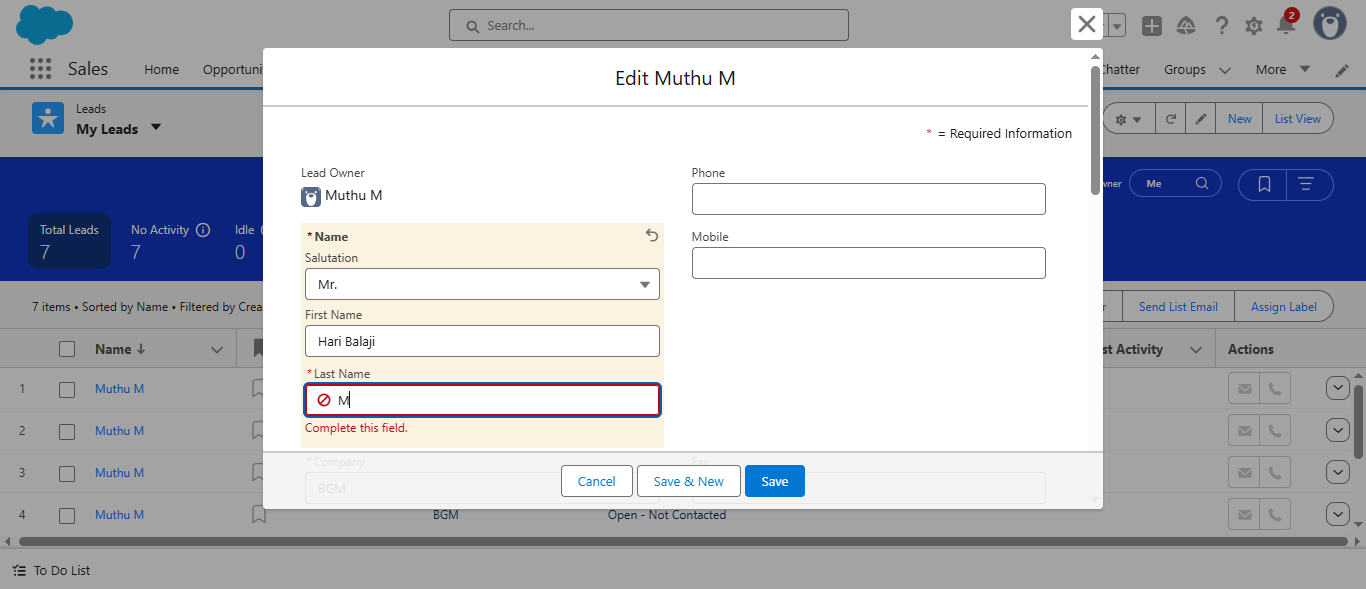 Search...
2
Sales
Home
Opportuni
Chatter
Groups
More
Leads
My Leads
New
List View
wner
Me
Total Leads
7
No Activity
7
Idle
0
7 items • Sorted by Name • Filtered by Crea
r
Send List Email
Assign Label
Name
st Activity
Actions
1
Muthu M
2
Muthu M
3
Muthu M
4
Muthu M
BGM
Open - Not Contacted
Edit Muthu M
* = Required Information
Lead Owner
Muthu M
Phone
* Name
Salutation
Mr.
Mobile
First Name
Hari Balaji
* Last Name
M
Complete this field.
* Company
BGM
Fax
Cancel
Save & New
Save
To Do List